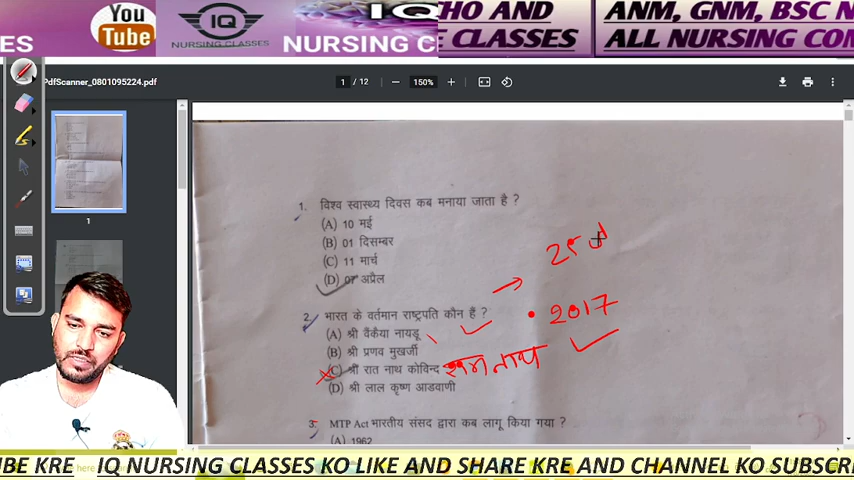 You
Tube
IQ
NURSING CLASSES
ES
IQ
NURSING C
HO AND
E CLASSES
ANM, GNM, BSC N
ALL NURSING CON
PdfScanner_0801095224.pdf
1 / 12
150%
1
1. विश्व स्वास्थ्य दिवस कब मनाया जाता है ?
(A) 10 मई
(B) 01 दिसम्बर
(C) 11 मार्च
(D) 07 अप्रैल
2. भारत के वर्तमान राष्ट्रपति कौन हैं ?
(A) श्री वैंकैया नायडू
(B) श्री प्रणव मुखर्जी
(C) श्री रात नाथ कोविन्द
(D) श्री लाल कृष्ण आडवाणी
2017
3. MTP Act भारतीय संसद द्वारा कब लागू किया गया ?
(A) 1962
UBE KRE IQ NURSING CLASSES KO LIKE AND SHARE KRE AND CHANNEL KO SUBSCR